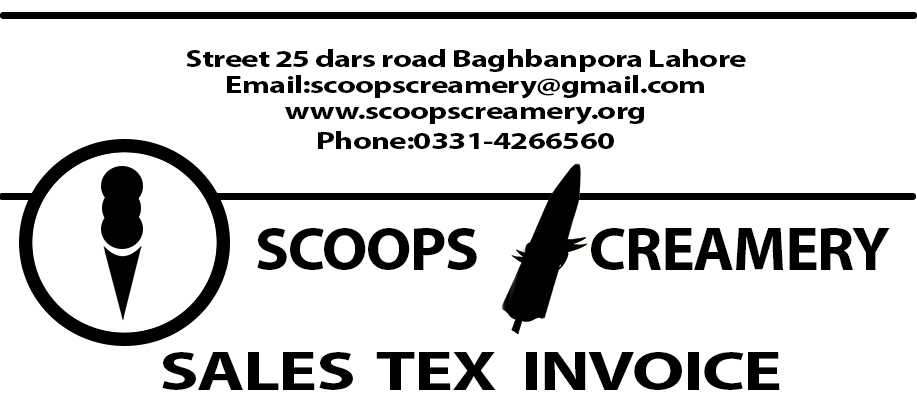 Street 25 dars road Baghbanpora Lahore
Email:scoopscreamery@gmail.com
www.scoopscreamery.org
Phone:0331-4266560
SCOOPS CREAMERY
SALES TEX INVOICE